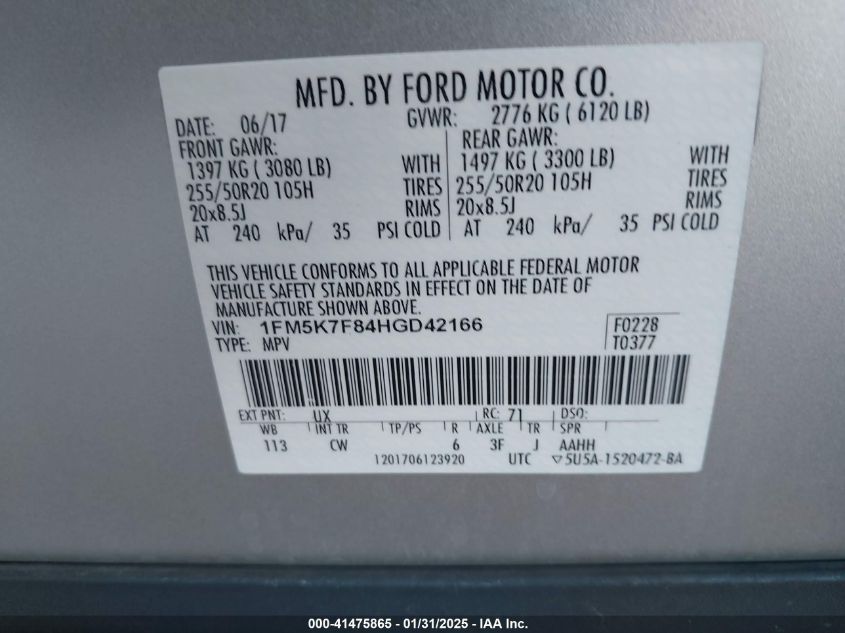 MFD. BY FORD MOTOR CO.
DATE: 06/17 GVWR: 2776 KG ( 6120 LB)
FRONT GAWR: REAR GAWR:
1397 KG ( 3080 LB) WITH 1497 KG ( 3300 LB) WITH
255/50R20 105H TIRES 255/50R20 105H TIRES
20x8.5J RIMS 20x8.5J RIMS
AT 240 kPa/ 35 PSI COLD AT 240 kPa/ 35 PSI COLD
THIS VEHICLE CONFORMS TO ALL APPLICABLE FEDERAL MOTOR
VEHICLE SAFETY STANDARDS IN EFFECT ON THE DATE OF
MANUFACTURE SHOWN ABOVE.
VIN: 1FM5K7F84HGD42166 F0228
TYPE: MPV T0377
EXT PNT: UX RC: 71 DSO:
WB INT TR TP/PS R AXLE TR SPR
113 CW 6 3F J AAHH
1201706123920 UTC ▽5U5A-1520472-BA
000-41475865 - 01/31/2025 - IAA Inc.